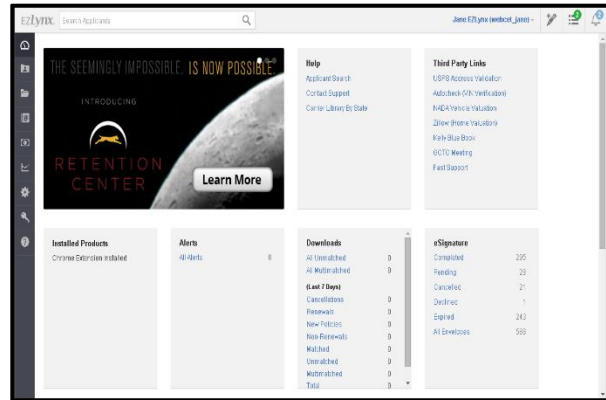 EZLynx. Search Applicants
Jane EZLynx (webcet_jane)
THE SEEMINGLY IMPOSSIBLE. IS NOW POSSIBLE.
INTRODUCING
RETENTION
CENTER
Learn More
Help
Applicant Search
Contact Support
Carrier Library By State
Third Party Links
USPS Address Validation
Autocheck (VIN Verification)
NADA Vehicle Valuation
Zillow (Home Valuation)
Kelly Blue Book
GOTO Meeting
Fast Support
Installed Products
Chrome Extension Installed
Alerts
All Alerts 0
Downloads
All Unmatched 0
All Multimatched 0
(Last 7 Days)
Cancellations 0
Renewals 0
New Policies 0
Non-Renewals 0
Matched 0
Unmatched 0
Multimatched 0
Total 0
eSignature
Completed 295
Pending 29
Cancelled 21
Declined 1
Expired 243
All Envelopes